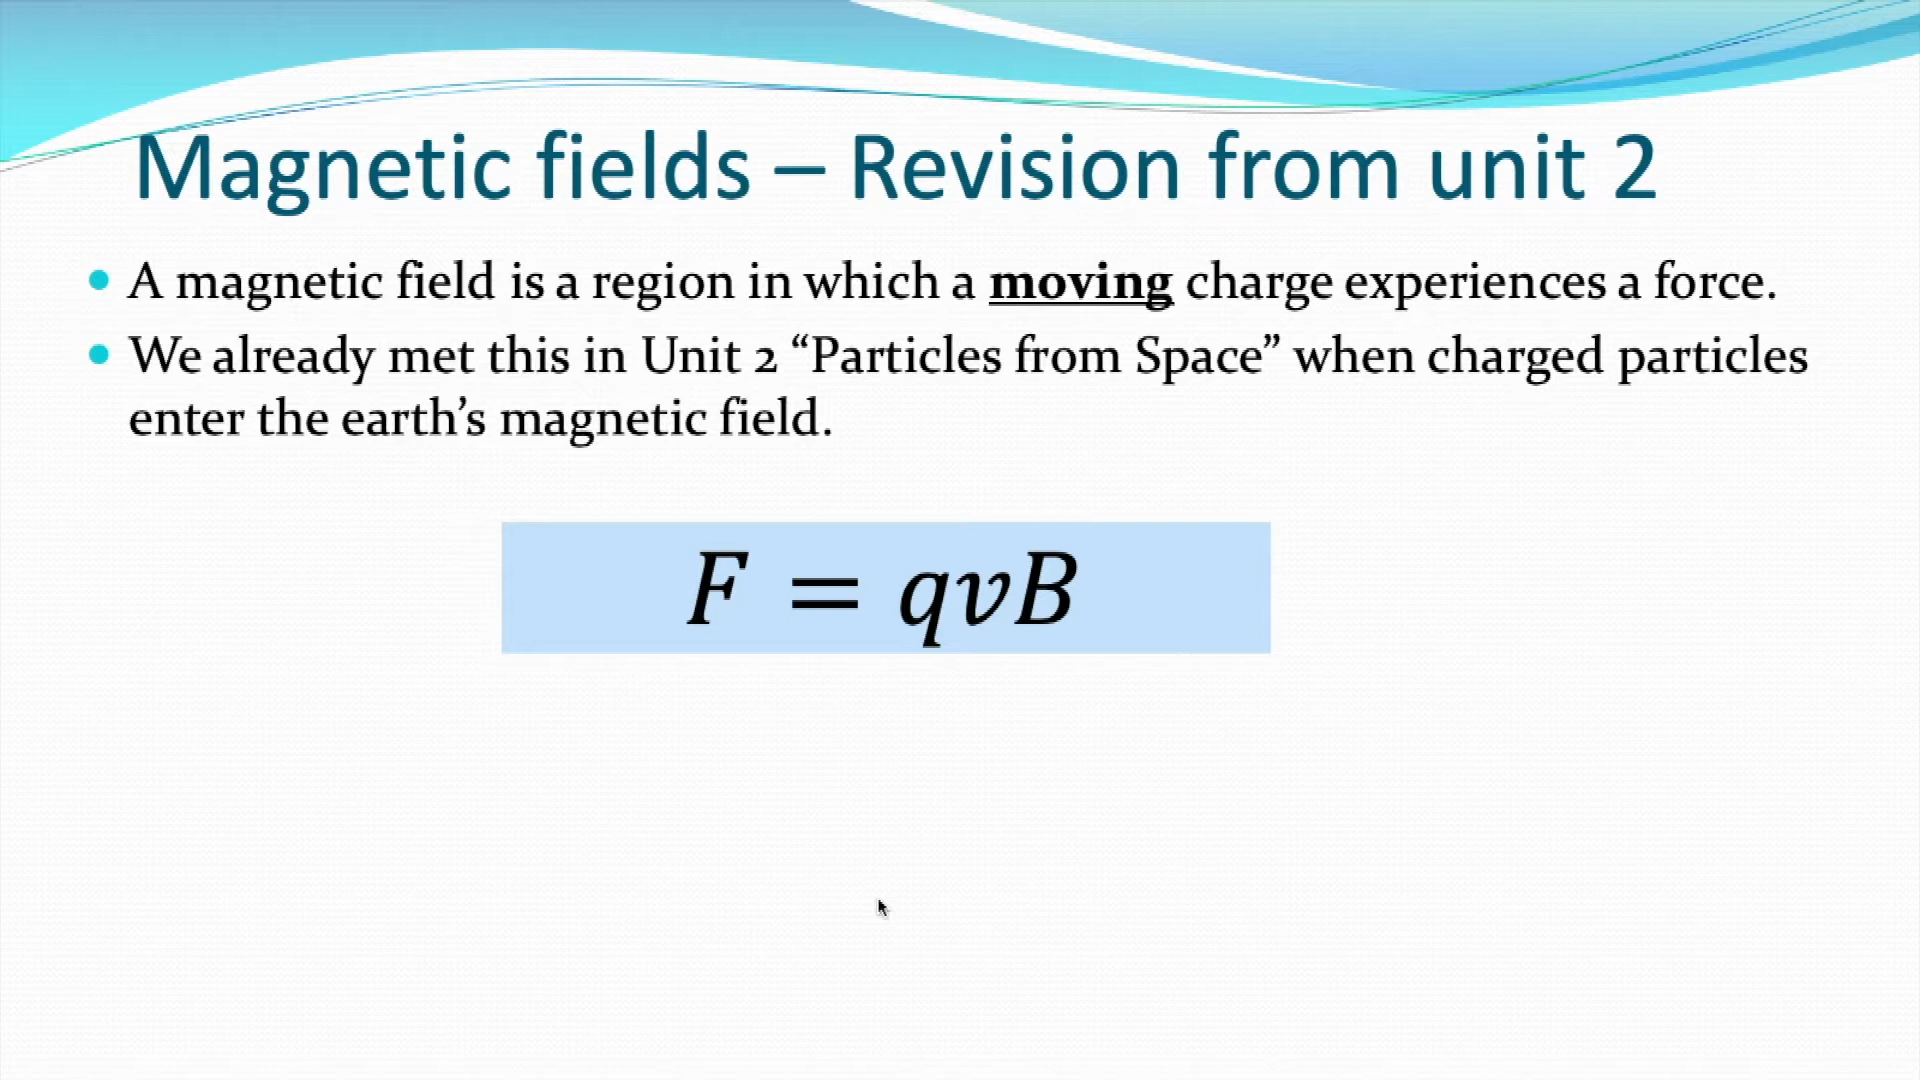 Magnetic fields – Revision from unit 2
A magnetic field is a region in which a moving charge experiences a force.
We already met this in Unit 2 “Particles from Space” when charged particles
enter the earth’s magnetic field.
F = qvB